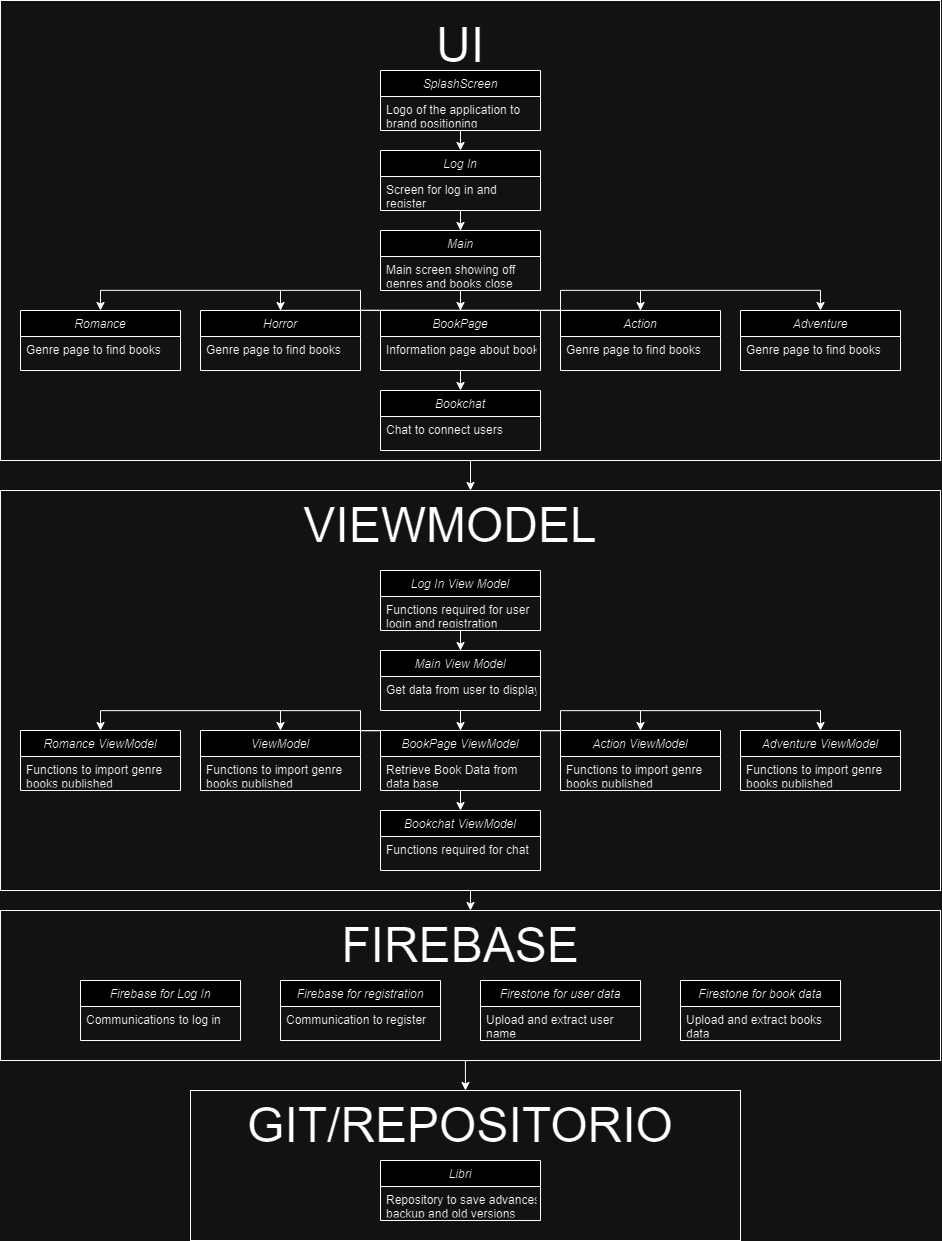 UI
SplashScreen
Logo of the application to
brand positioning
Log In
Screen for log in and
register
Main
Main screen showing off
genres and books close
Romance
Genre page to find books
Horror
Genre page to find books
BookPage
Information page about book
Action
Genre page to find books
Adventure
Genre page to find books
Bookchat
Chat to connect users
VIEWMODEL
Log In View Model
Functions required for user
login and registration
Main View Model
Get data from user to display
Romance ViewModel
Functions to import genre
books published
ViewModel
Functions to import genre
books published
BookPage ViewModel
Retrieve Book Data from
data base
Action ViewModel
Functions to import genre
books published
Adventure ViewModel
Functions to import genre
books published
Bookchat ViewModel
Functions required for chat
FIREBASE
Firebase for Log In
Communications to log in
Firebase for registration
Communication to register
Firestone for user data
Upload and extract user
name
Firestone for book data
Upload and extract books
data
GIT/REPOSITORIO
Libri
Repository to save advances
backup and old versions